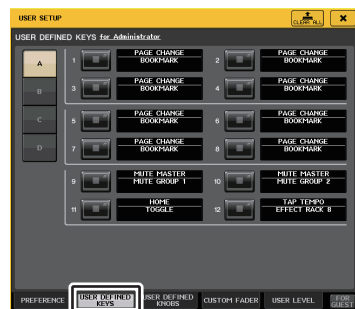 USER SETUP
CLEAR ALL
USER DEFINED KEYS for Administrator
A
B
C
D
1 PAGE CHANGE
BOOKMARK
2 PAGE CHANGE
BOOKMARK
3 PAGE CHANGE
BOOKMARK
4 PAGE CHANGE
BOOKMARK
5 PAGE CHANGE
BOOKMARK
6 PAGE CHANGE
BOOKMARK
7 PAGE CHANGE
BOOKMARK
8 PAGE CHANGE
BOOKMARK
9 MUTE MASTER
MUTE GROUP 1
10 MUTE MASTER
MUTE GROUP 2
11 HOME
TOGGLE
12 TAP TEMPO
EFFECT RACK 8
PREFERENCE
USER DEFINED
KEYS
USER DEFINED
KNOBS
CUSTOM FADER
USER LEVEL
FOR
GUEST